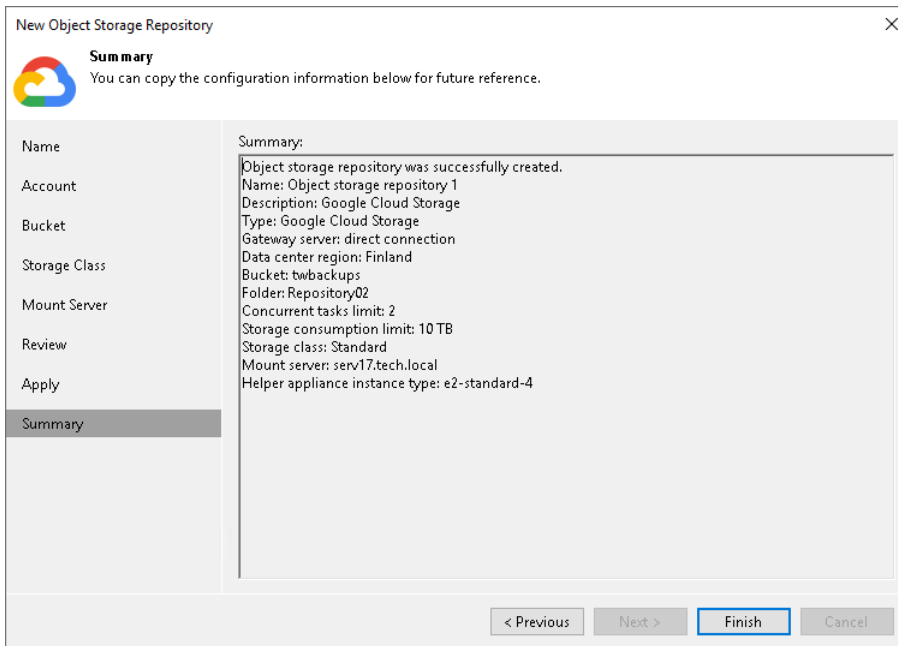 New Object Storage Repository
Summary
You can copy the configuration information below for future reference.
Name
Account
Bucket
Storage Class
Mount Server
Review
Apply
Summary
Summary:
Object storage repository was successfully created.
Name: Object storage repository 1
Description: Google Cloud Storage
Type: Google Cloud Storage
Gateway server: direct connection
Data center region: Finland
Bucket: twbackups
Folder: Repository02
Concurrent tasks limit: 2
Storage consumption limit: 10 TB
Storage class: Standard
Mount server: serv17.tech.local
Helper appliance instance type: e2-standard-4
< Previous
Next >
Finish
Cancel